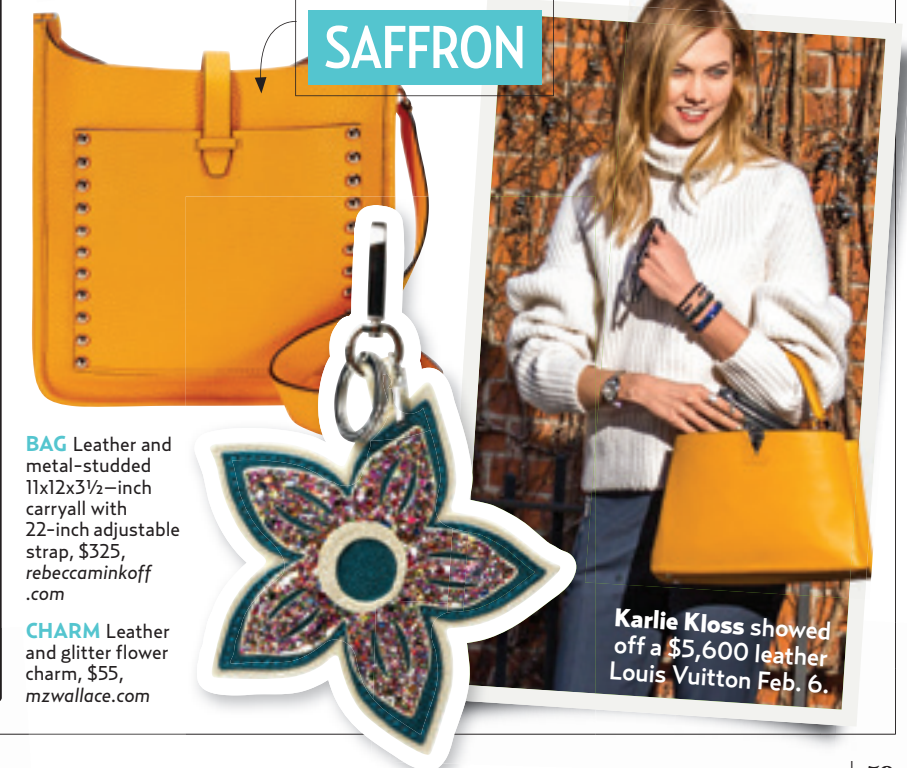 SAFFRON
BAG Leather and
metal-studded
11x12x3½–inch
carryall with
22-inch adjustable
strap, $325,
rebeccaminkoff
.com
CHARM Leather
and glitter flower
charm, $55,
mzwallace.com
Karlie Kloss showed
off a $5,600 leather
Louis Vuitton Feb. 6.